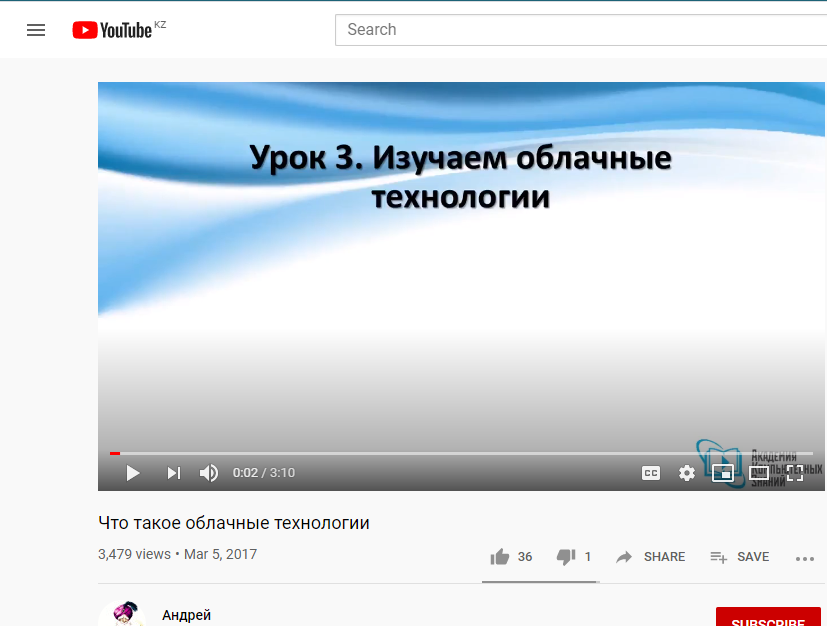 YouTube KZ
Search
Урок 3. Изучаем облачные
технологии
Академия
Компьютерных
Знаний
0:02 / 3:10
CC
Что такое облачные технологии
3,479 views • Mar 5, 2017
36
1
SHARE
SAVE
Андрей
SUBSCRIBE